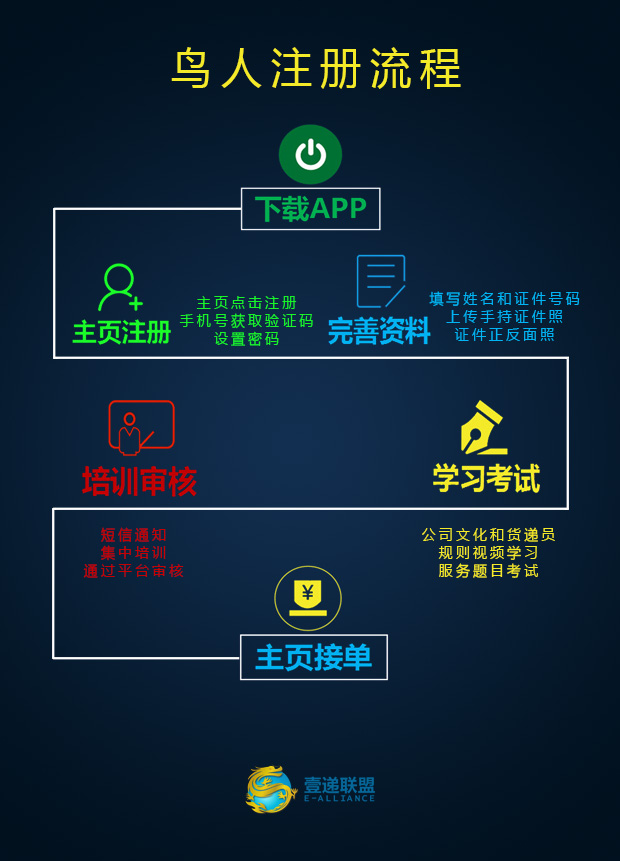 鸟人注册流程
下载APP
主页注册
主页点击注册
手机号获取验证码
设置密码
完善资料
填写姓名和证件号码
上传手持证件照
证件正反面照
学习考试
公司文化和货递员
规则视频学习
服务题目考试
培训审核
短信通知
集中培训
通过平台审核
¥
主页接单
壹递联盟
E-ALLIANCE